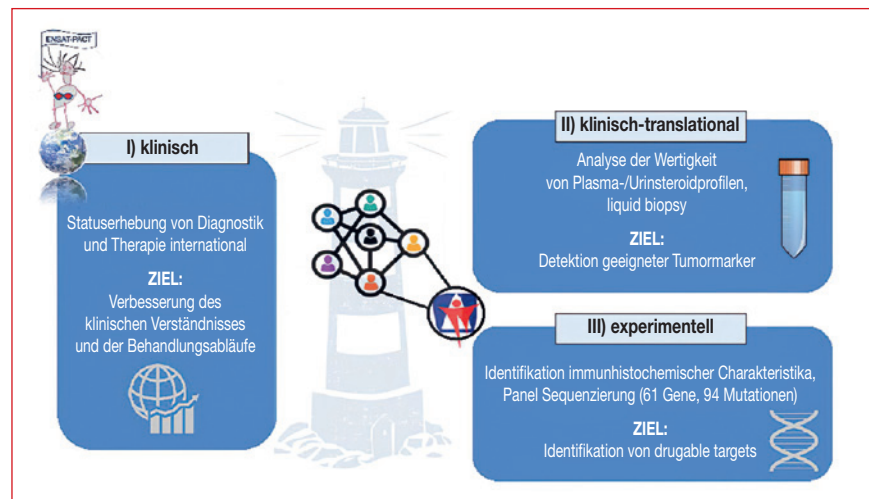 ENSAT-PACT
I) klinisch
Statuserhebung von Diagnostik
und Therapie international
ZIEL:
Verbesserung des
klinischen Verständnisses
und der Behandlungsabläufe
II) klinisch-translational
Analyse der Wertigkeit
von Plasma-/Urinsteroidprofilen,
liquid biopsy
ZIEL:
Detektion geeigneter Tumormarker
III) experimentell
Identifikation immunhistochemischer Charakteristika,
Panel Sequenzierung (61 Gene, 94 Mutationen)
ZIEL:
Identifikation von drugable targets